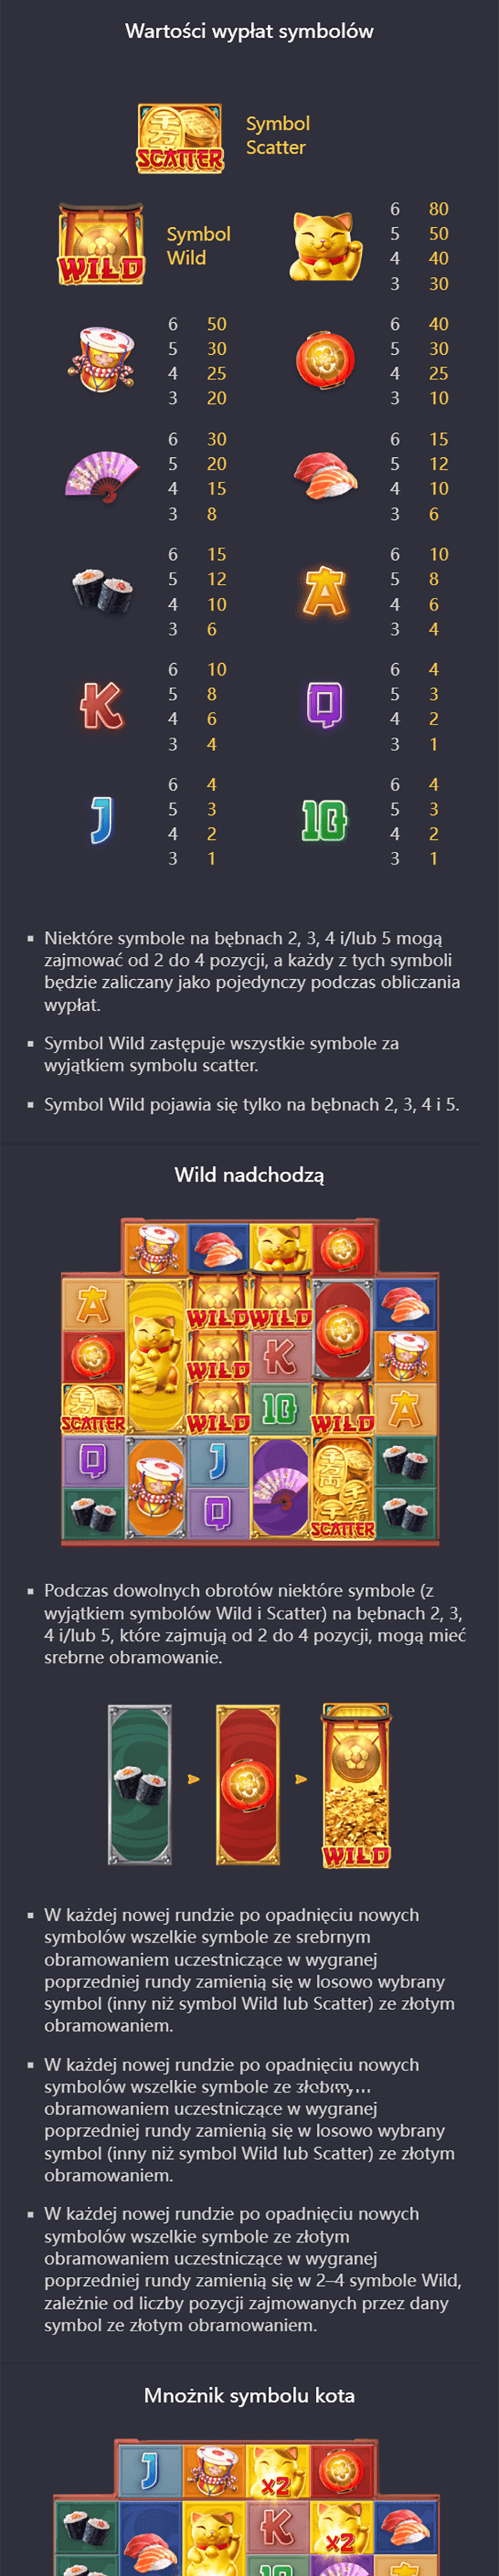 Wartości wypłat symbolów
SCATTER
Symbol
Scatter
WILD
Symbol
Wild
6 80
5 50
4 40
3 30
6 50
5 30
4 25
3 20
6 40
5 30
4 25
3 10
6 30
5 20
4 15
3 8
6 15
5 12
4 10
3 6
6 15
5 12
4 10
3 6
A
6 10
5 8
4 6
3 4
K
6 10
5 8
4 6
3 4
Q
6 4
5 3
4 2
3 1
J
6 4
5 3
4 2
3 1
10
6 4
5 3
4 2
3 1
▪ Niektóre symbole na bębnach 2, 3, 4 i/lub 5 mogą
zajmować od 2 do 4 pozycji, a każdy z tych symboli
będzie zaliczany jako pojedynczy podczas obliczania
wypłat.
▪ Symbol Wild zastępuje wszystkie symbole za
wyjątkiem symbolu scatter.
▪ Symbol Wild pojawia się tylko na bębnach 2, 3, 4 i 5.
Wild nadchodzą
A WILD WILD
WILD K
SCATTER WILD 10 WILD A
Q J
Q SCATTER
▪ Podczas dowolnych obrotów niektóre symbole (z
wyjątkiem symbolów Wild i Scatter) na bębnach 2, 3,
4 i/lub 5, które zajmują od 2 do 4 pozycji, mogą mieć
srebrne obramowanie.
WILD
▪ W każdej nowej rundzie po opadnięciu nowych
symbolów wszelkie symbole ze srebrnym
obramowaniem uczestniczące w wygranej
poprzedniej rundy zamienią się w losowo wybrany
symbol (inny niż symbol Wild lub Scatter) ze złotym
obramowaniem.
▪ W każdej nowej rundzie po opadnięciu nowych
symbolów wszelkie symbole ze
obramowaniem uczestniczące w wygranej
poprzedniej rundy zamienią się w losowo wybrany
symbol (inny niż symbol Wild lub Scatter) ze złotym
obramowaniem.
▪ W każdej nowej rundzie po opadnięciu nowych
symbolów wszelkie symbole ze złotym
obramowaniem uczestniczące w wygranej
poprzedniej rundy zamienią się w 2–4 symbole Wild,
zależnie od liczby pozycji zajmowanych przez dany
symbol ze złotym obramowaniem.
Mnożnik symbolu kota
J x2
K x2